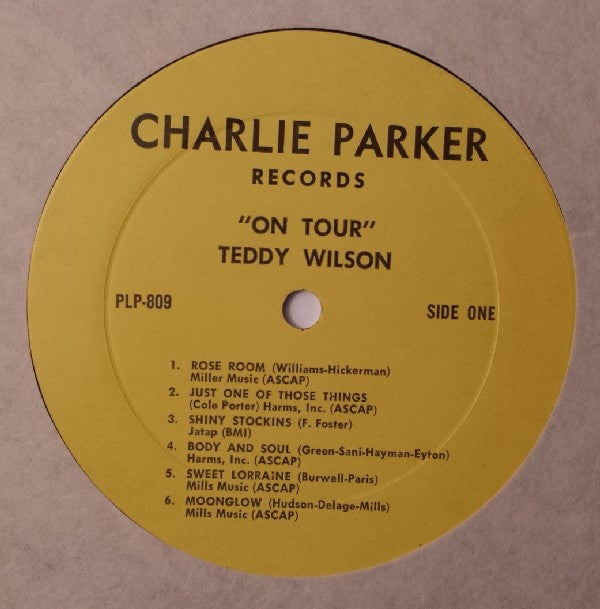 CHARLIE PARKER
RECORDS
"ON TOUR"
TEDDY WILSON
PLP-809
SIDE ONE
1. ROSE ROOM (Williams-Hickerman)
Miller Music (ASCAP)
2. JUST ONE OF THOSE THINGS
(Cole Porter) Harms, Inc. (ASCAP)
3. SHINY STOCKINS (F. Foster)
Jatap (BMI)
4. BODY AND SOUL (Green-Sani-Hayman-Eyton)
Harms, Inc. (ASCAP)
5. SWEET LORRAINE (Burwell-Paris)
Mills Music (ASCAP)
6. MOONGLOW (Hudson-Delage-Mills)
Mills Music (ASCAP)